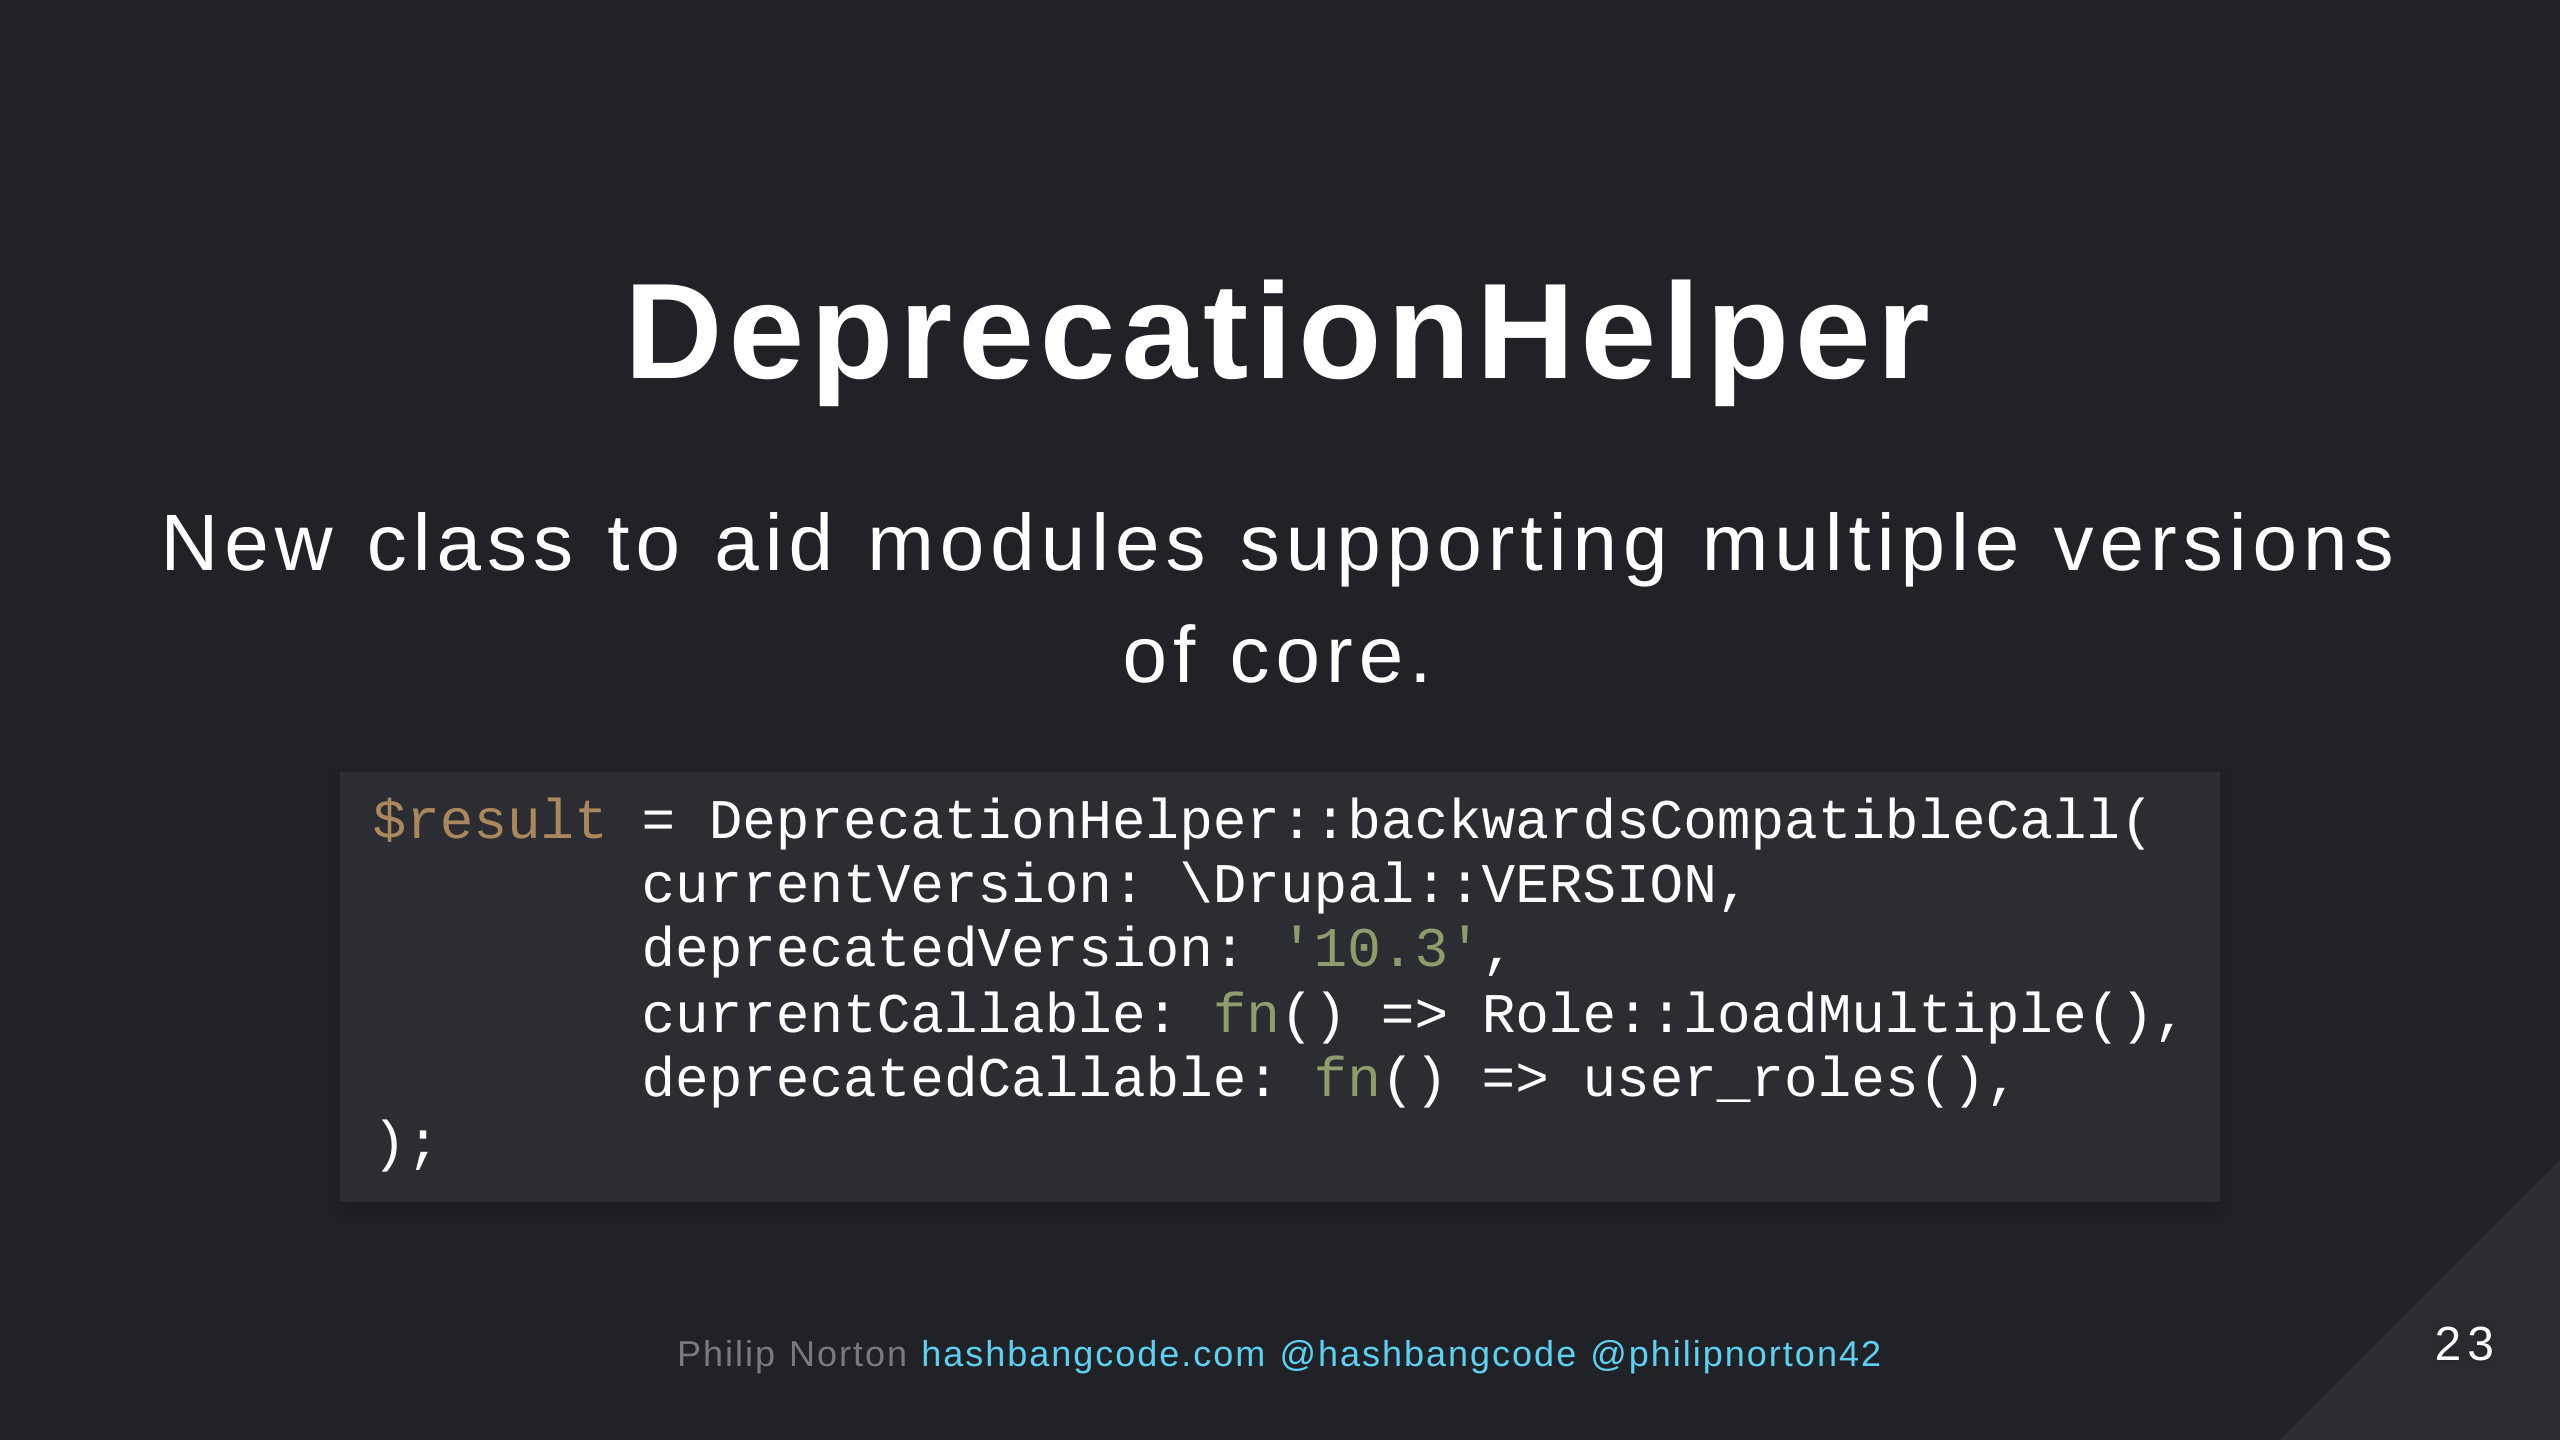 DeprecationHelper
New class to aid modules supporting multiple versions
of core.
$result = DeprecationHelper::backwardsCompatibleCall(
        currentVersion: \Drupal::VERSION,
        deprecatedVersion: '10.3',
        currentCallable: fn() => Role::loadMultiple(),
        deprecatedCallable: fn() => user_roles(),
);
Philip Norton hashbangcode.com @hashbangcode @philipnorton42
23